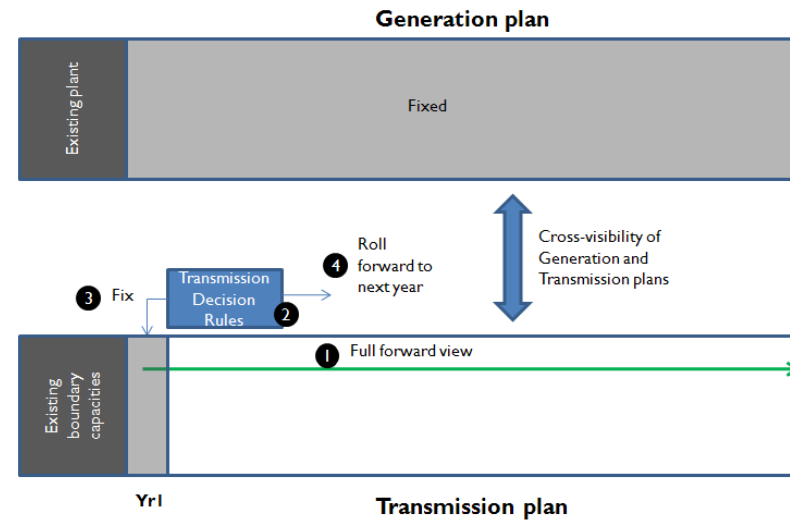 Generation plan
Existing plant
Fixed
Cross-visibility of
Generation and
Transmission plans
4 Roll
forward to
next year
Transmission
Decision
Rules
2
3 Fix
1 Full forward view
Existing
boundary
capacities
Yr1
Transmission plan